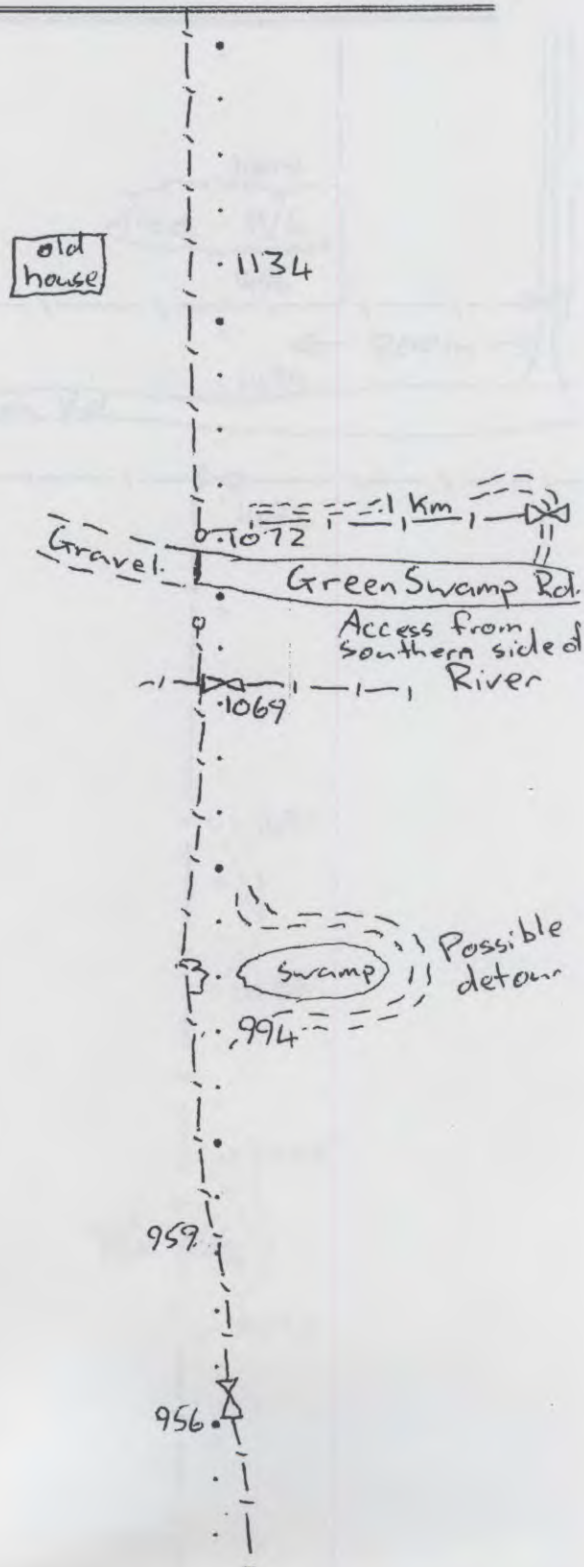 old
house
1134
1 Km
1072
Gravel.
Green Swamp Rd.
Access from
southern side of
River
1069
Possible
detour
Swamp
994
959
956